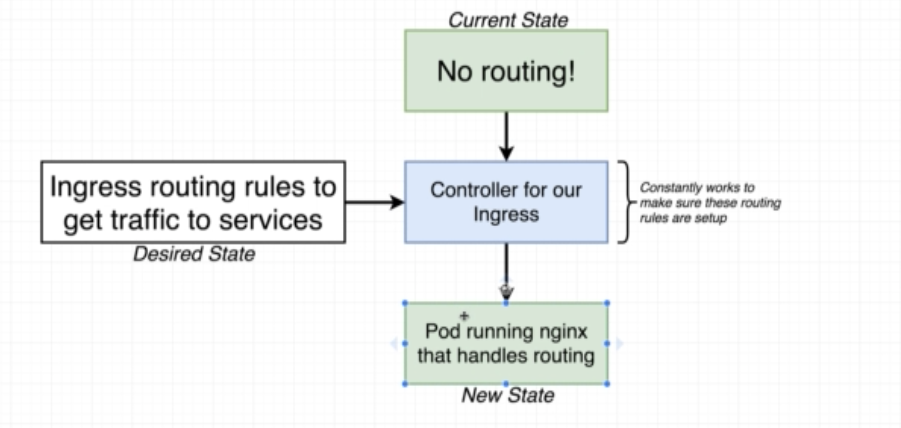 Current State
No routing!
Ingress routing rules to
get traffic to services
Desired State
Controller for our
Ingress
Constantly works to
make sure these routing
rules are setup
Pod running nginx
that handles routing
New State